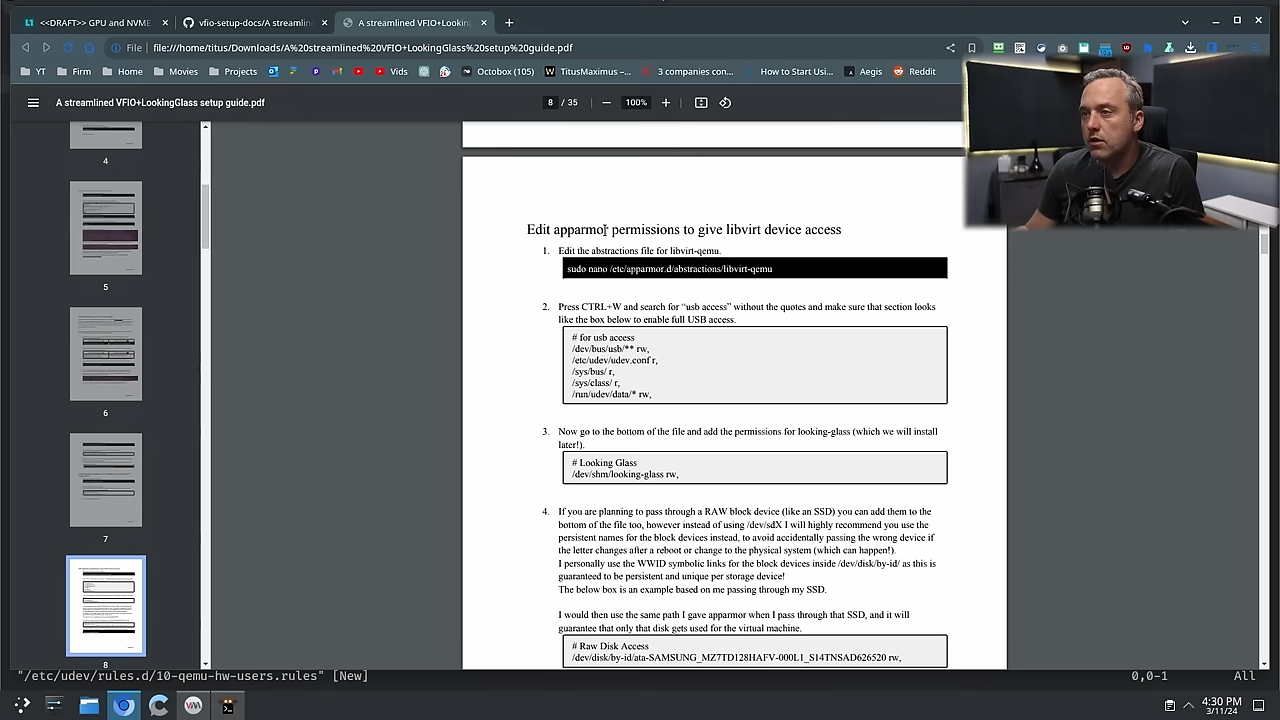 <<DRAFT>> GPU and NVME
vfio-setup-docs/A streamlin
A streamlined VFIO+Lookin
File
file:///home/titus/Downloads/A%20streamlined%20VFIO+LookingGlass%20setup%20guide.pdf
YT
Firm
Home
Movies
Projects
Vids
Octobox (105)
TitusMaximus –...
3 companies con...
How to Start Usi...
Aegis
Reddit
A streamlined VFIO+LookingGlass setup guide.pdf
8 / 35
100%
4
5
6
7
8
Edit apparmor permissions to give libvirt device access
1. Edit the abstractions file for libvirt-qemu.
sudo nano /etc/apparmor.d/abstractions/libvirt-qemu
2. Press CTRL+W and search for “usb access” without the quotes and make sure that section looks
like the box below to enable full USB access.
# for usb access
/dev/bus/usb/** rw,
/etc/udev/udev.conf r,
/sys/bus/ r,
/sys/class/ r,
/run/udev/data/* rw,
3. Now go to the bottom of the file and add the permissions for looking-glass (which we will install
later!).
# Looking Glass
/dev/shm/looking-glass rw,
4. If you are planning to pass through a RAW block device (like an SSD) you can add them to the
bottom of the file too, however instead of using /dev/sdX I will highly recommend you use the
persistent names for the block devices instead, to avoid accidentally passing the wrong device if
the letter changes after a reboot or change to the physical system (which can happen!).
I personally use the WWID symbolic links for the block devices inside /dev/disk/by-id/ as this is
guaranteed to be persistent and unique per storage device!
The below box is an example based on me passing through my SSD.
I would then use the same path I gave apparmor when I pass through that SSD, and it will
guarantee that only that disk gets used for the virtual machine.
# Raw Disk Access
/dev/disk/by-id/ata-SAMSUNG_MZ7TD128HAFV-000L1_S14TNSAD626520 rw,
"/etc/udev/rules.d/10-qemu-hw-users.rules" [New]
0,0-1
All
4:30 PM
3/11/24